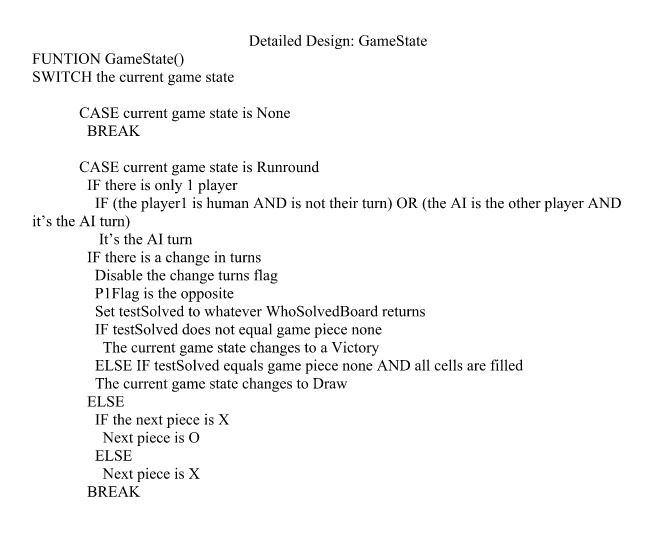 Detailed Design: GameState
FUNTION GameState()
SWITCH the current game state
CASE current game state is None
BREAK
CASE current game state is Runround
IF there is only 1 player
IF (the player1 is human AND is not their turn) OR (the AI is the other player AND
it's the AI turn)
It's the AI turn
IF there is a change in turns
Disable the change turns flag
P1Flag is the opposite
Set testSolved to whatever WhoSolvedBoard returns
IF testSolved does not equal game piece none
The current game state changes to a Victory
ELSE IF testSolved equals game piece none AND all cells are filled
The current game state changes to Draw
ELSE
IF the next piece is X
Next piece is O
ELSE
Next piece is X
BREAK